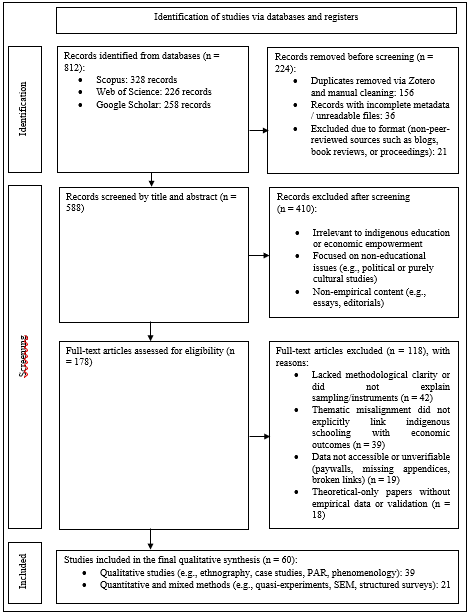 Identification of studies via databases and registers
Identification
Records identified from databases (n =
812):
• Scopus: 328 records
• Web of Science: 226 records
• Google Scholar: 258 records
Records removed before screening (n =
224):
• Duplicates removed via Zotero
and manual cleaning: 156
• Records with incomplete metadata
/ unreadable files: 36
• Excluded due to format (non-peer-
reviewed sources such as blogs,
book reviews, or proceedings): 21
Screening
Records screened by title and abstract (n =
588)
Records excluded after screening
(n = 410):
• Irrelevant to indigenous education
or economic empowerment
• Focused on non-educational
issues (e.g., political or purely
cultural studies)
• Non-empirical content (e.g.,
essays, editorials)
Full-text articles assessed for eligibility (n
= 178)
Full-text articles excluded (n = 118), with
reasons:
• Lacked methodological clarity or
did not explain
sampling/instruments (n = 42)
• Thematic misalignment did not
explicitly link indigenous
schooling with economic
outcomes (n = 39)
• Data not accessible or unverifiable
(paywalls, missing appendices,
broken links) (n = 19)
• Theoretical-only papers without
empirical data or validation (n =
18)
Included
Studies included in the final qualitative synthesis (n = 60):
• Qualitative studies (e.g., ethnography, case studies, PAR, phenomenology): 39
• Quantitative and mixed methods (e.g., quasi-experiments, SEM, structured surveys): 21